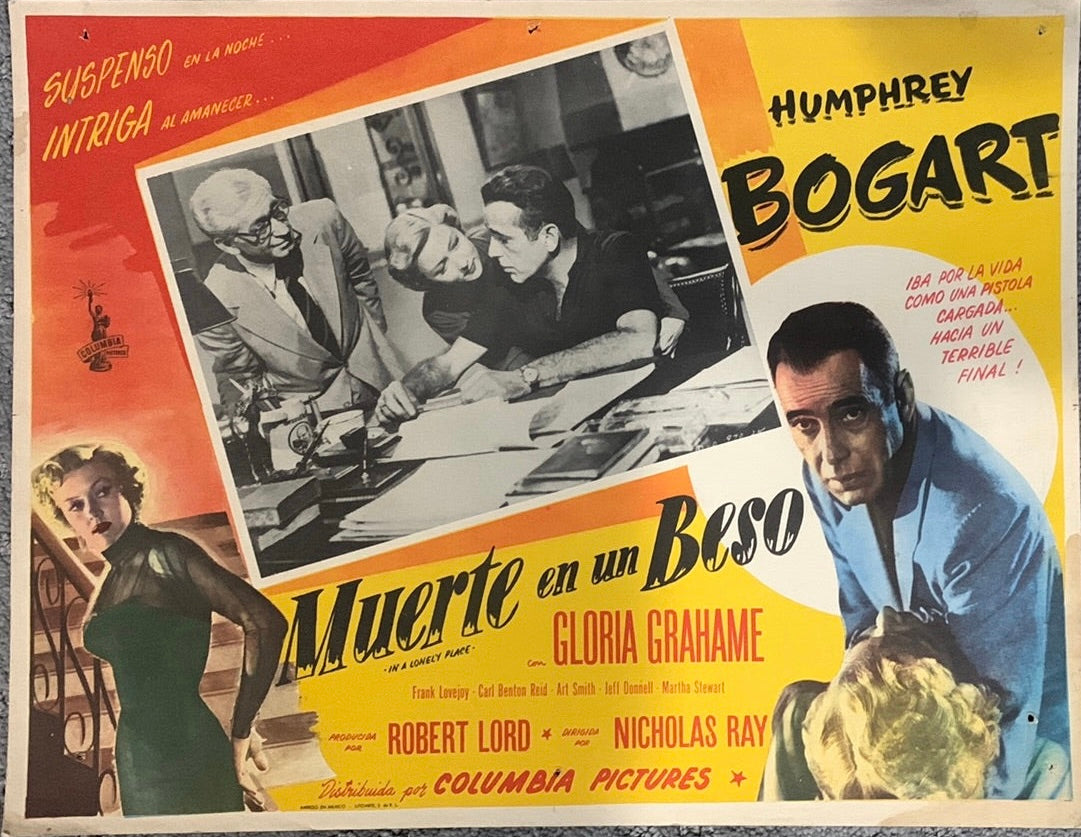 SUSPENSO EN LA NOCHE...
INTRIGA AL AMANECER...
HUMPHREY
BOGART
IBA POR LA VIDA
COMO UNA PISTOLA
CARGADA...
HACIA UN
TERRIBLE
FINAL!
COLUMBIA
PICTURES
MUERTE en un BESO
- IN A LONELY PLACE -
con GLORIA GRAHAME
Frank Lovejoy - Carl Benton Reid - Art Smith - Jeff Donnell - Martha Stewart
PRODUCIDA POR ROBERT LORD ★ DIRIGIDA POR NICHOLAS RAY
Distribuida por COLUMBIA PICTURES ★